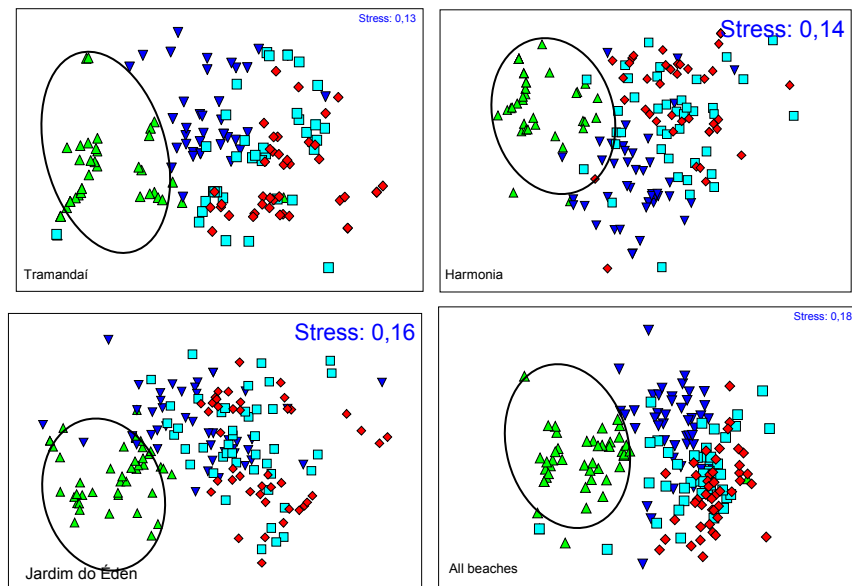 Stress: 0,13
Tramandaí
Stress: 0,14
Harmonia
Stress: 0,16
Jardim do Éden
Stress: 0,18
All beaches